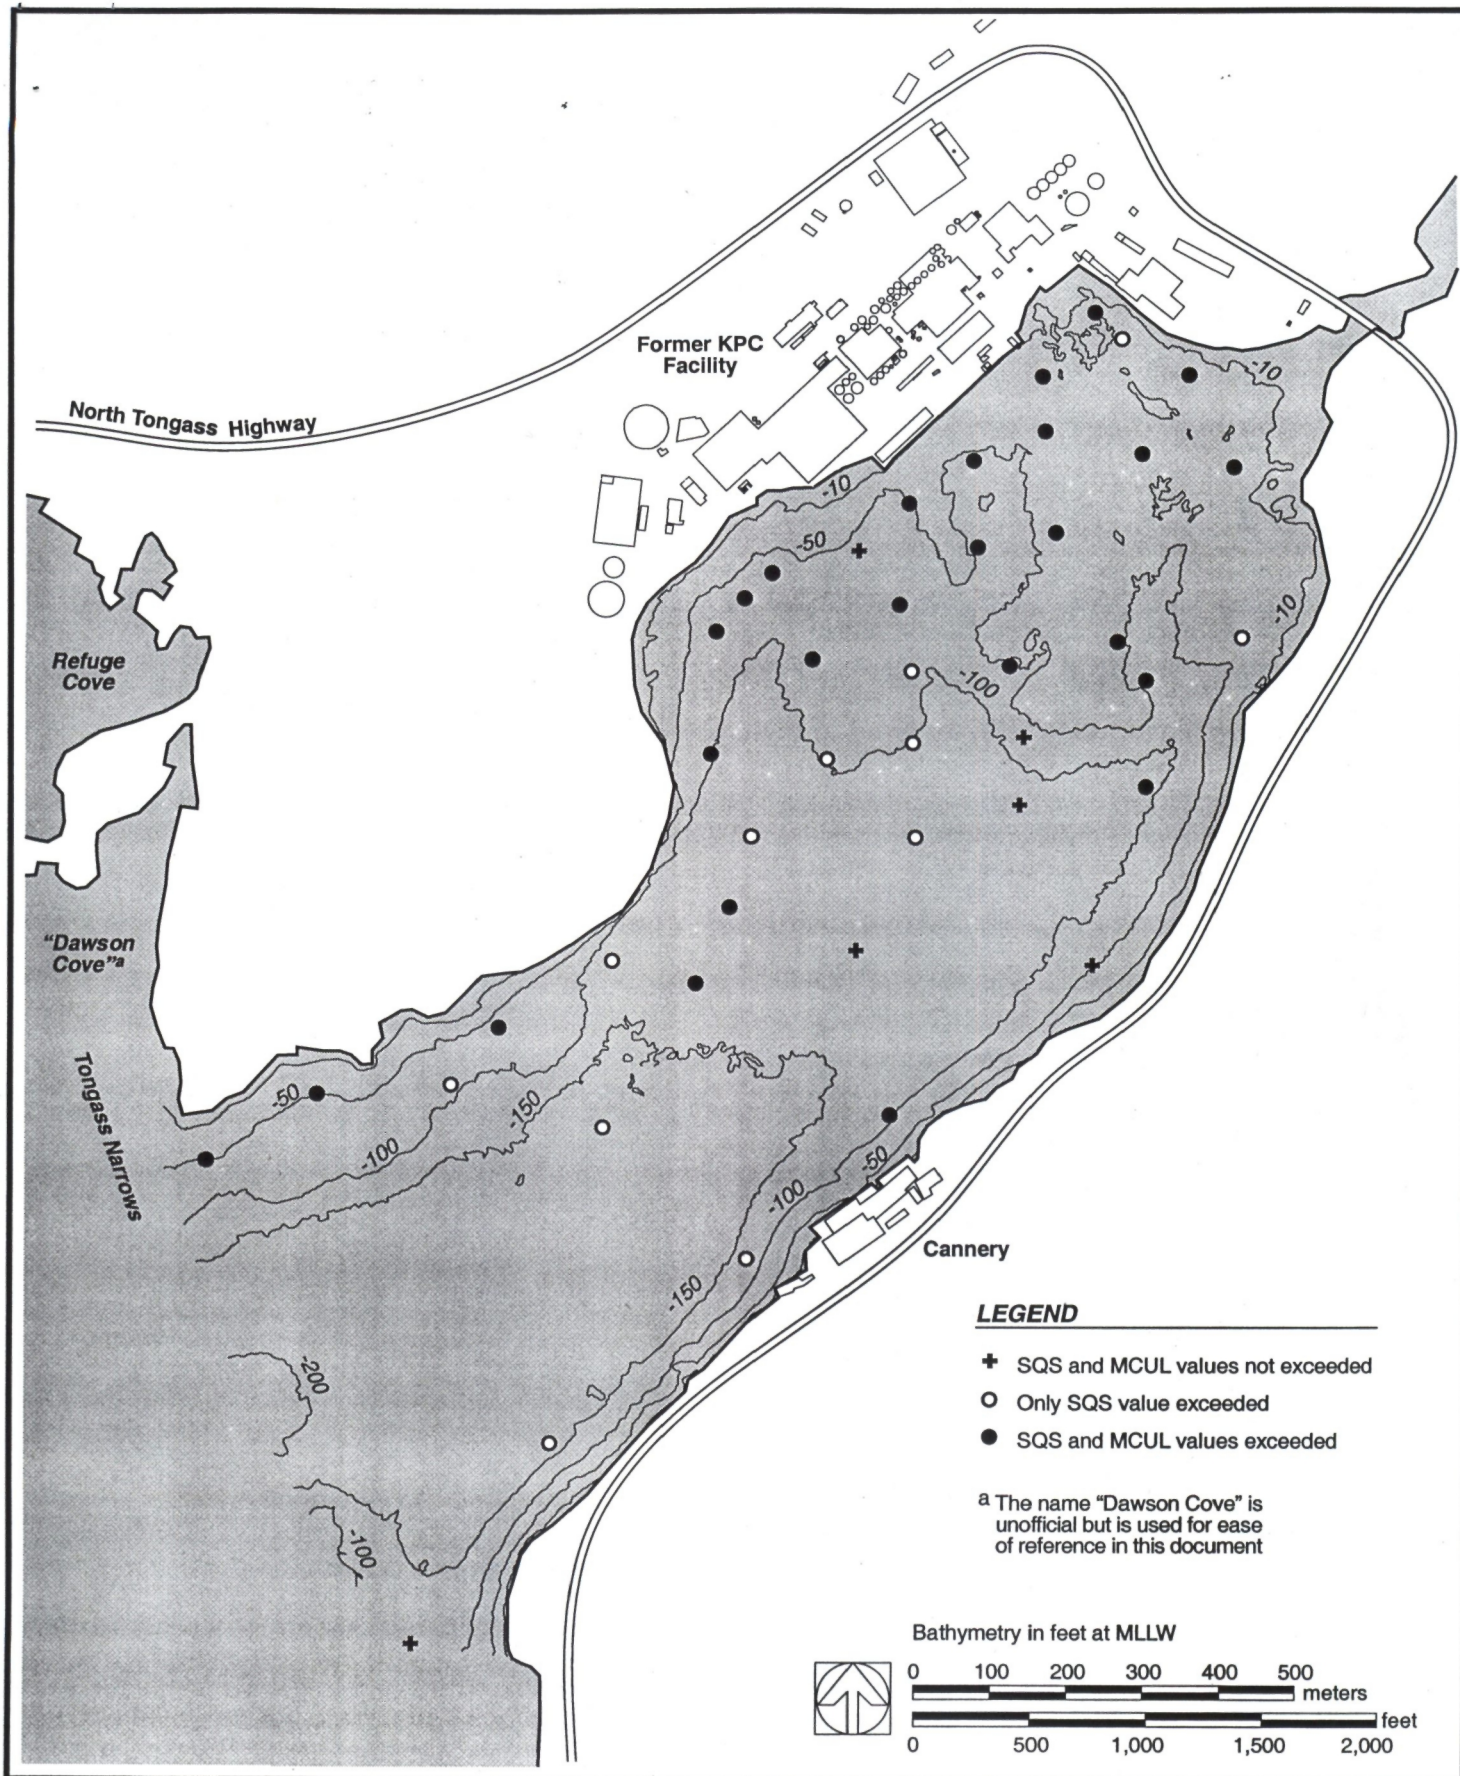 Former KPC
Facility
North Tongass Highway
-10
-10
-50
-10
Refuge
Cove
-100
"Dawson
Cove"a
Tongass Narrows
-50
-150
-100
-50
-100
Cannery
-150
-200
-100
LEGEND
SQS and MCUL values not exceeded
Only SQS value exceeded
SQS and MCUL values exceeded
a The name "Dawson Cove" is
unofficial but is used for ease
of reference in this document
Bathymetry in feet at MLLW
0 100 200 300 400 500
meters
feet
0 500 1,000 1,500 2,000